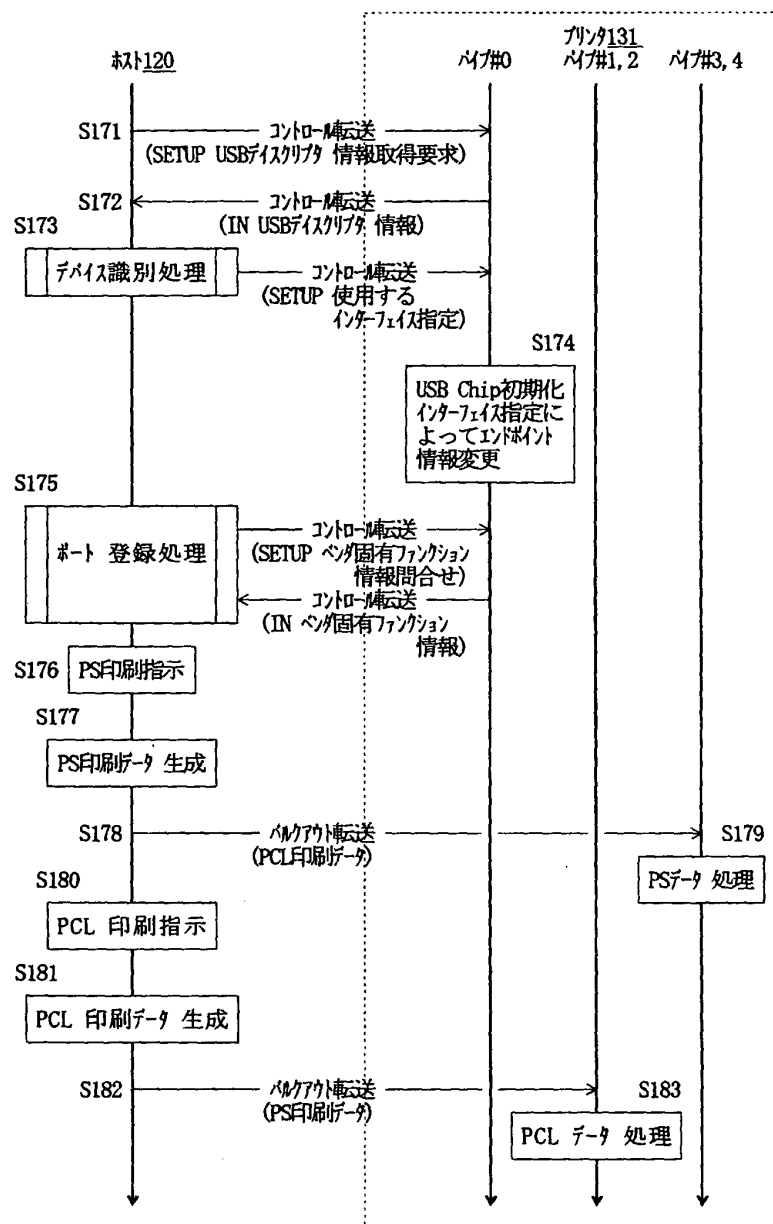 プリンタ131
ホスト120
パイプ#0
パイプ#1, 2
パイプ#3, 4
S171
コントロール転送
(SETUP USBディスクリプタ 情報取得要求)
S172
コントロール転送
(IN USBディスクリプタ 情報)
S173
デバイス識別処理
コントロール転送
(SETUP 使用する
インターフェイス指定)
S174
USB Chip初期化
インターフェイス指定に
よってエンドポイント
情報変更
S175
ポート 登録処理
コントロール転送
(SETUP ベンダ固有ファンクション
情報問合せ)
コントロール転送
(IN ベンダ固有ファンクション
情報)
S176
PS印刷指示
S177
PS印刷データ 生成
S178
バルクアウト転送
(PCL印刷データ)
S179
PSデータ 処理
S180
PCL 印刷指示
S181
PCL 印刷データ 生成
S182
バルクアウト転送
(PS印刷データ)
S183
PCL データ 処理